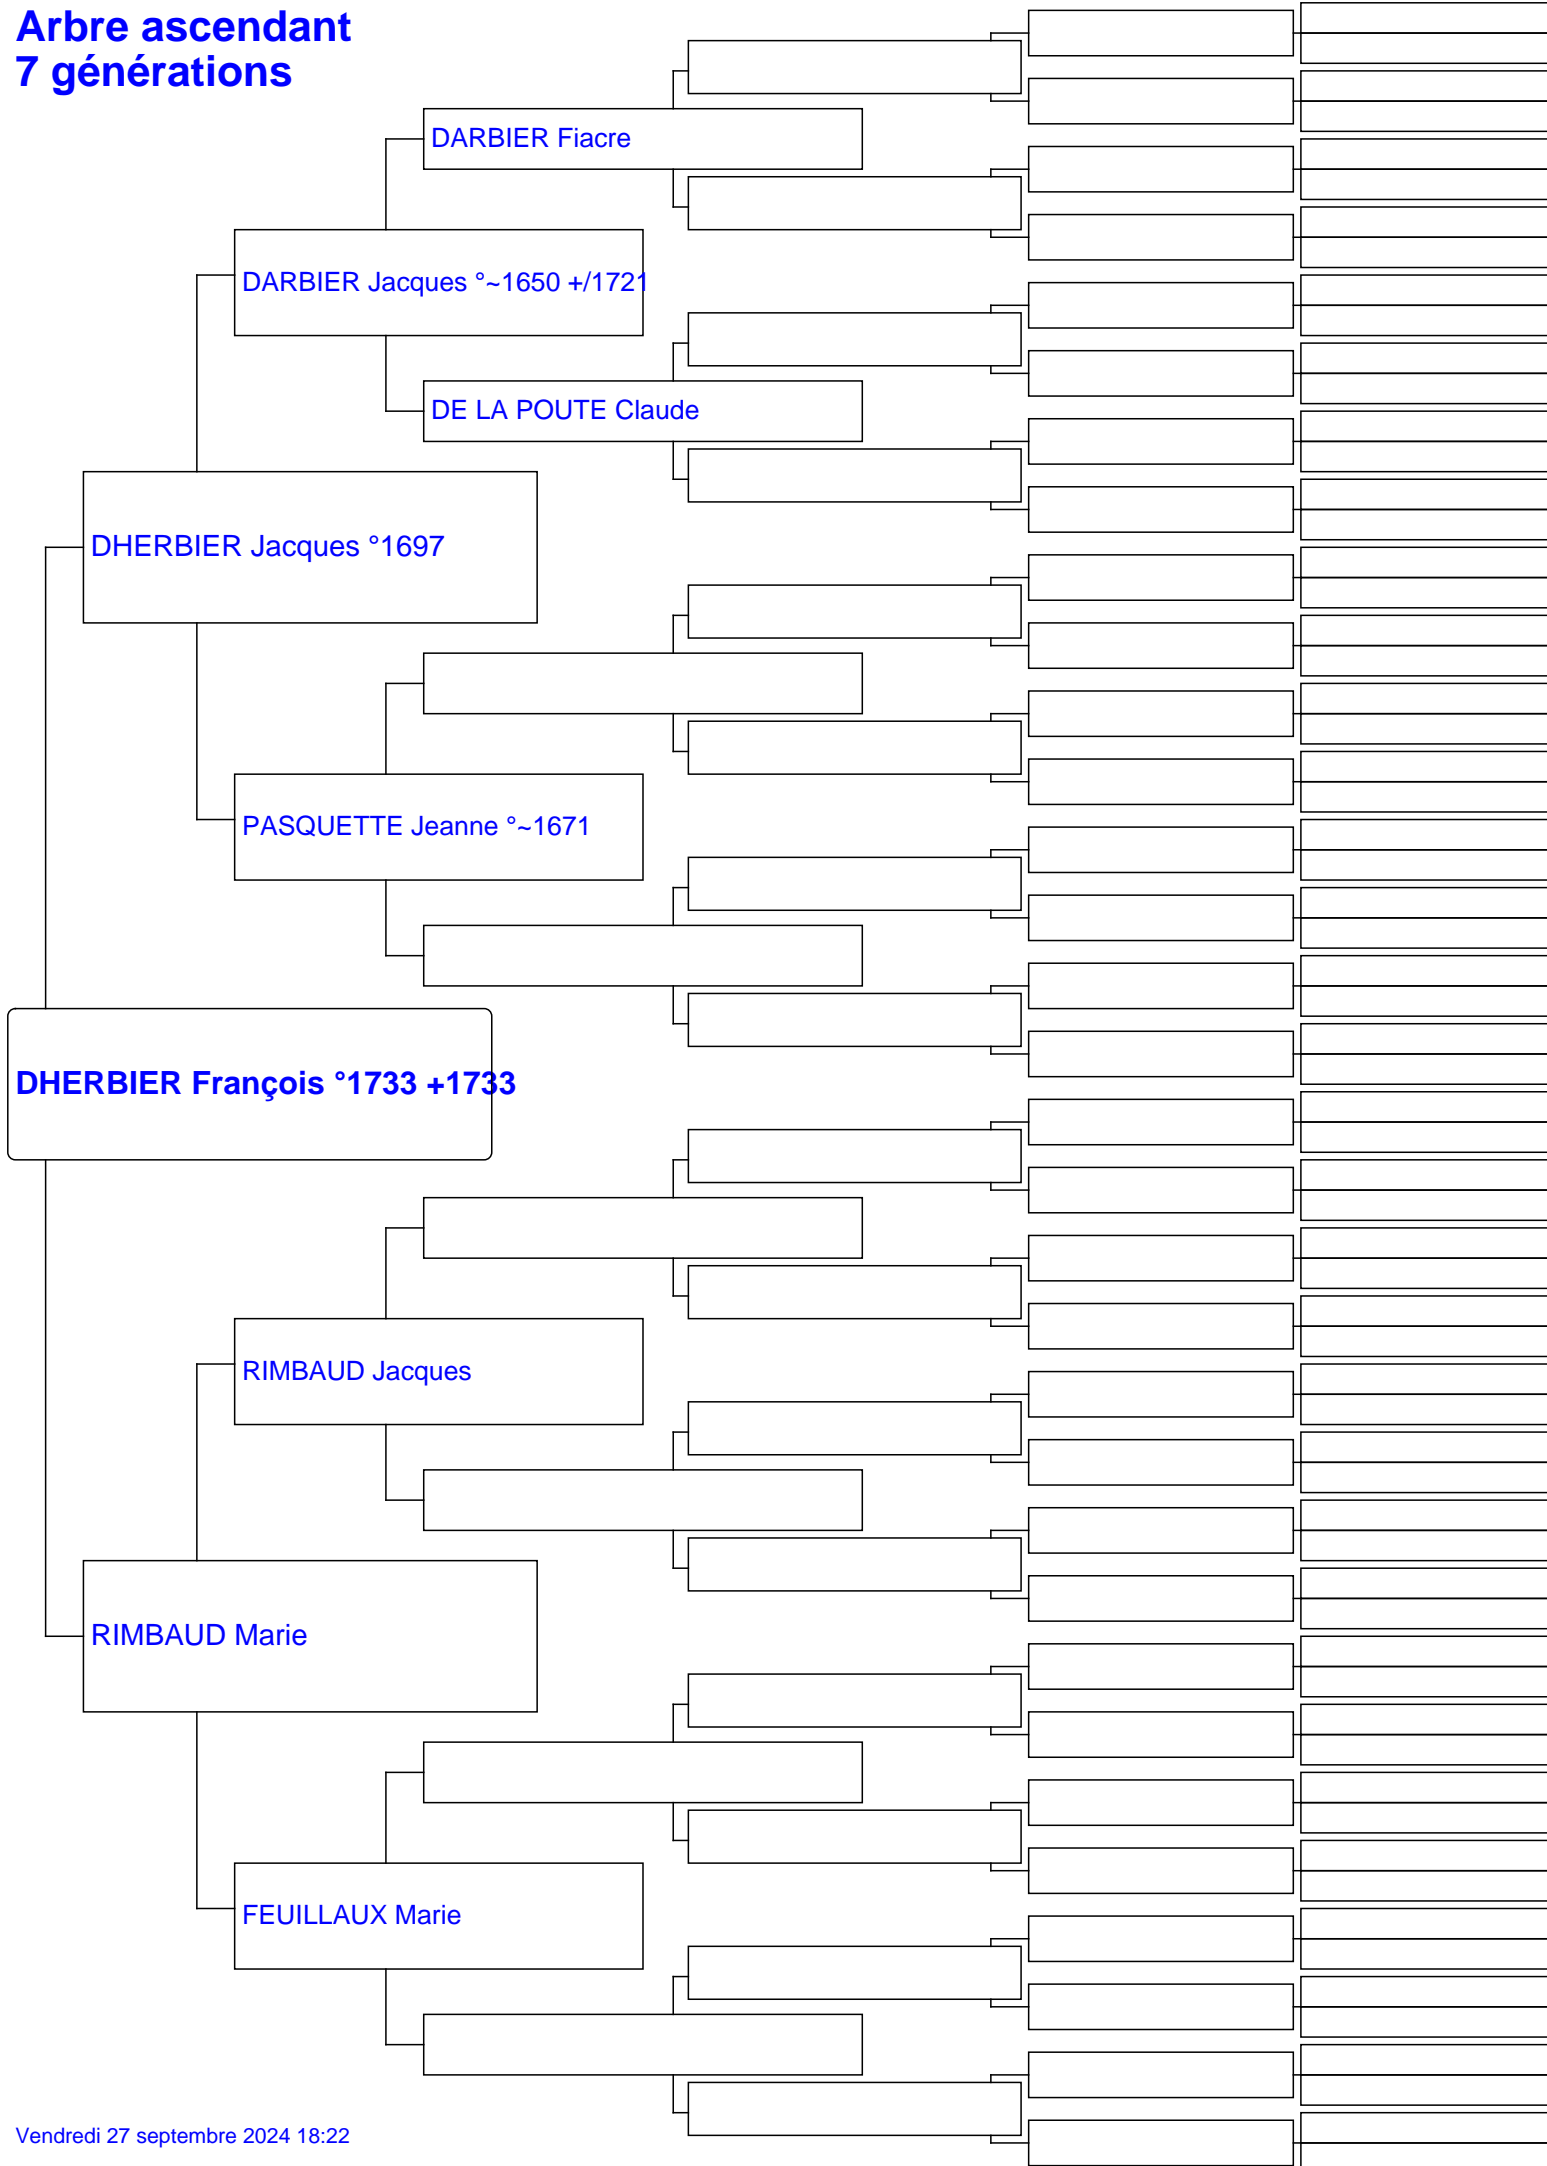 Arbre ascendant
7 générations
DARBIER Fiacre
DARBIER Jacques °~1650 +/1721
DE LA POUTE Claude
DHERBIER Jacques °1697
PASQUETTE Jeanne °~1671
DHERBIER François °1733 +1733
RIMBAUD Jacques
RIMBAUD Marie
FEUILLAUX Marie
Vendredi 27 septembre 2024 18:22